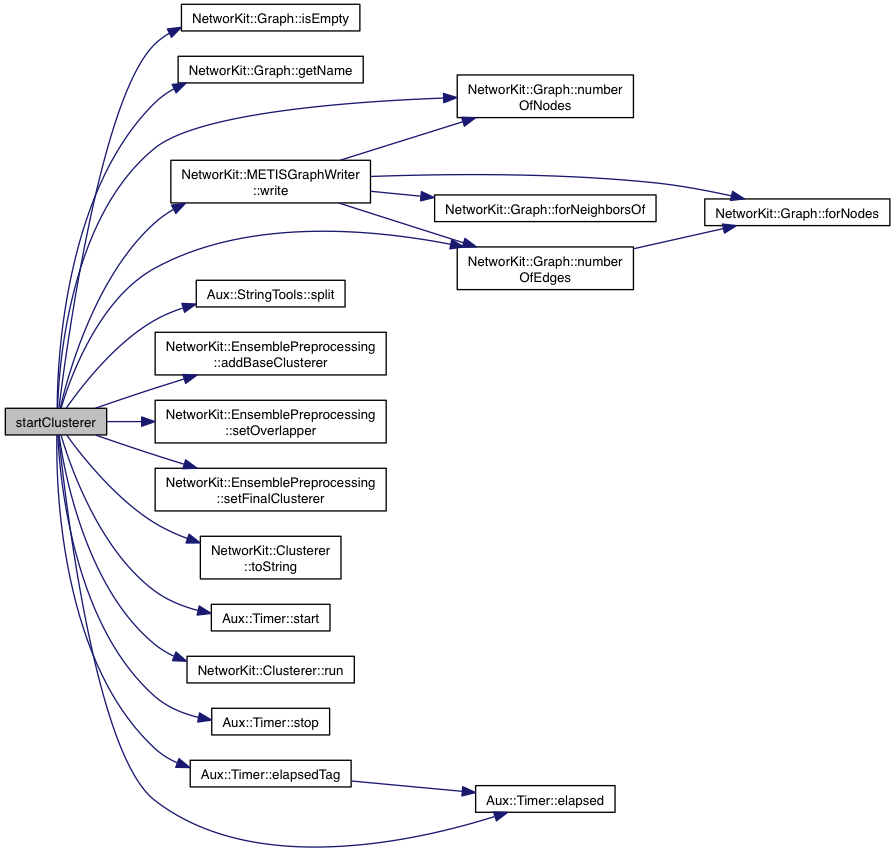 NetworKit::Graph::isEmpty
NetworKit::Graph::getName
NetworKit::Graph::number
OfNodes
NetworKit::METISGraphWriter
::write
NetworKit::Graph::forNeighborsOf
NetworKit::Graph::forNodes
NetworKit::Graph::number
OfEdges
Aux::StringTools::split
NetworKit::EnsemblePreprocessing
::addBaseClusterer
startClusterer
NetworKit::EnsemblePreprocessing
::setOverlapper
NetworKit::EnsemblePreprocessing
::setFinalClusterer
NetworKit::Clusterer
::toString
Aux::Timer::start
NetworKit::Clusterer::run
Aux::Timer::stop
Aux::Timer::elapsedTag
Aux::Timer::elapsed